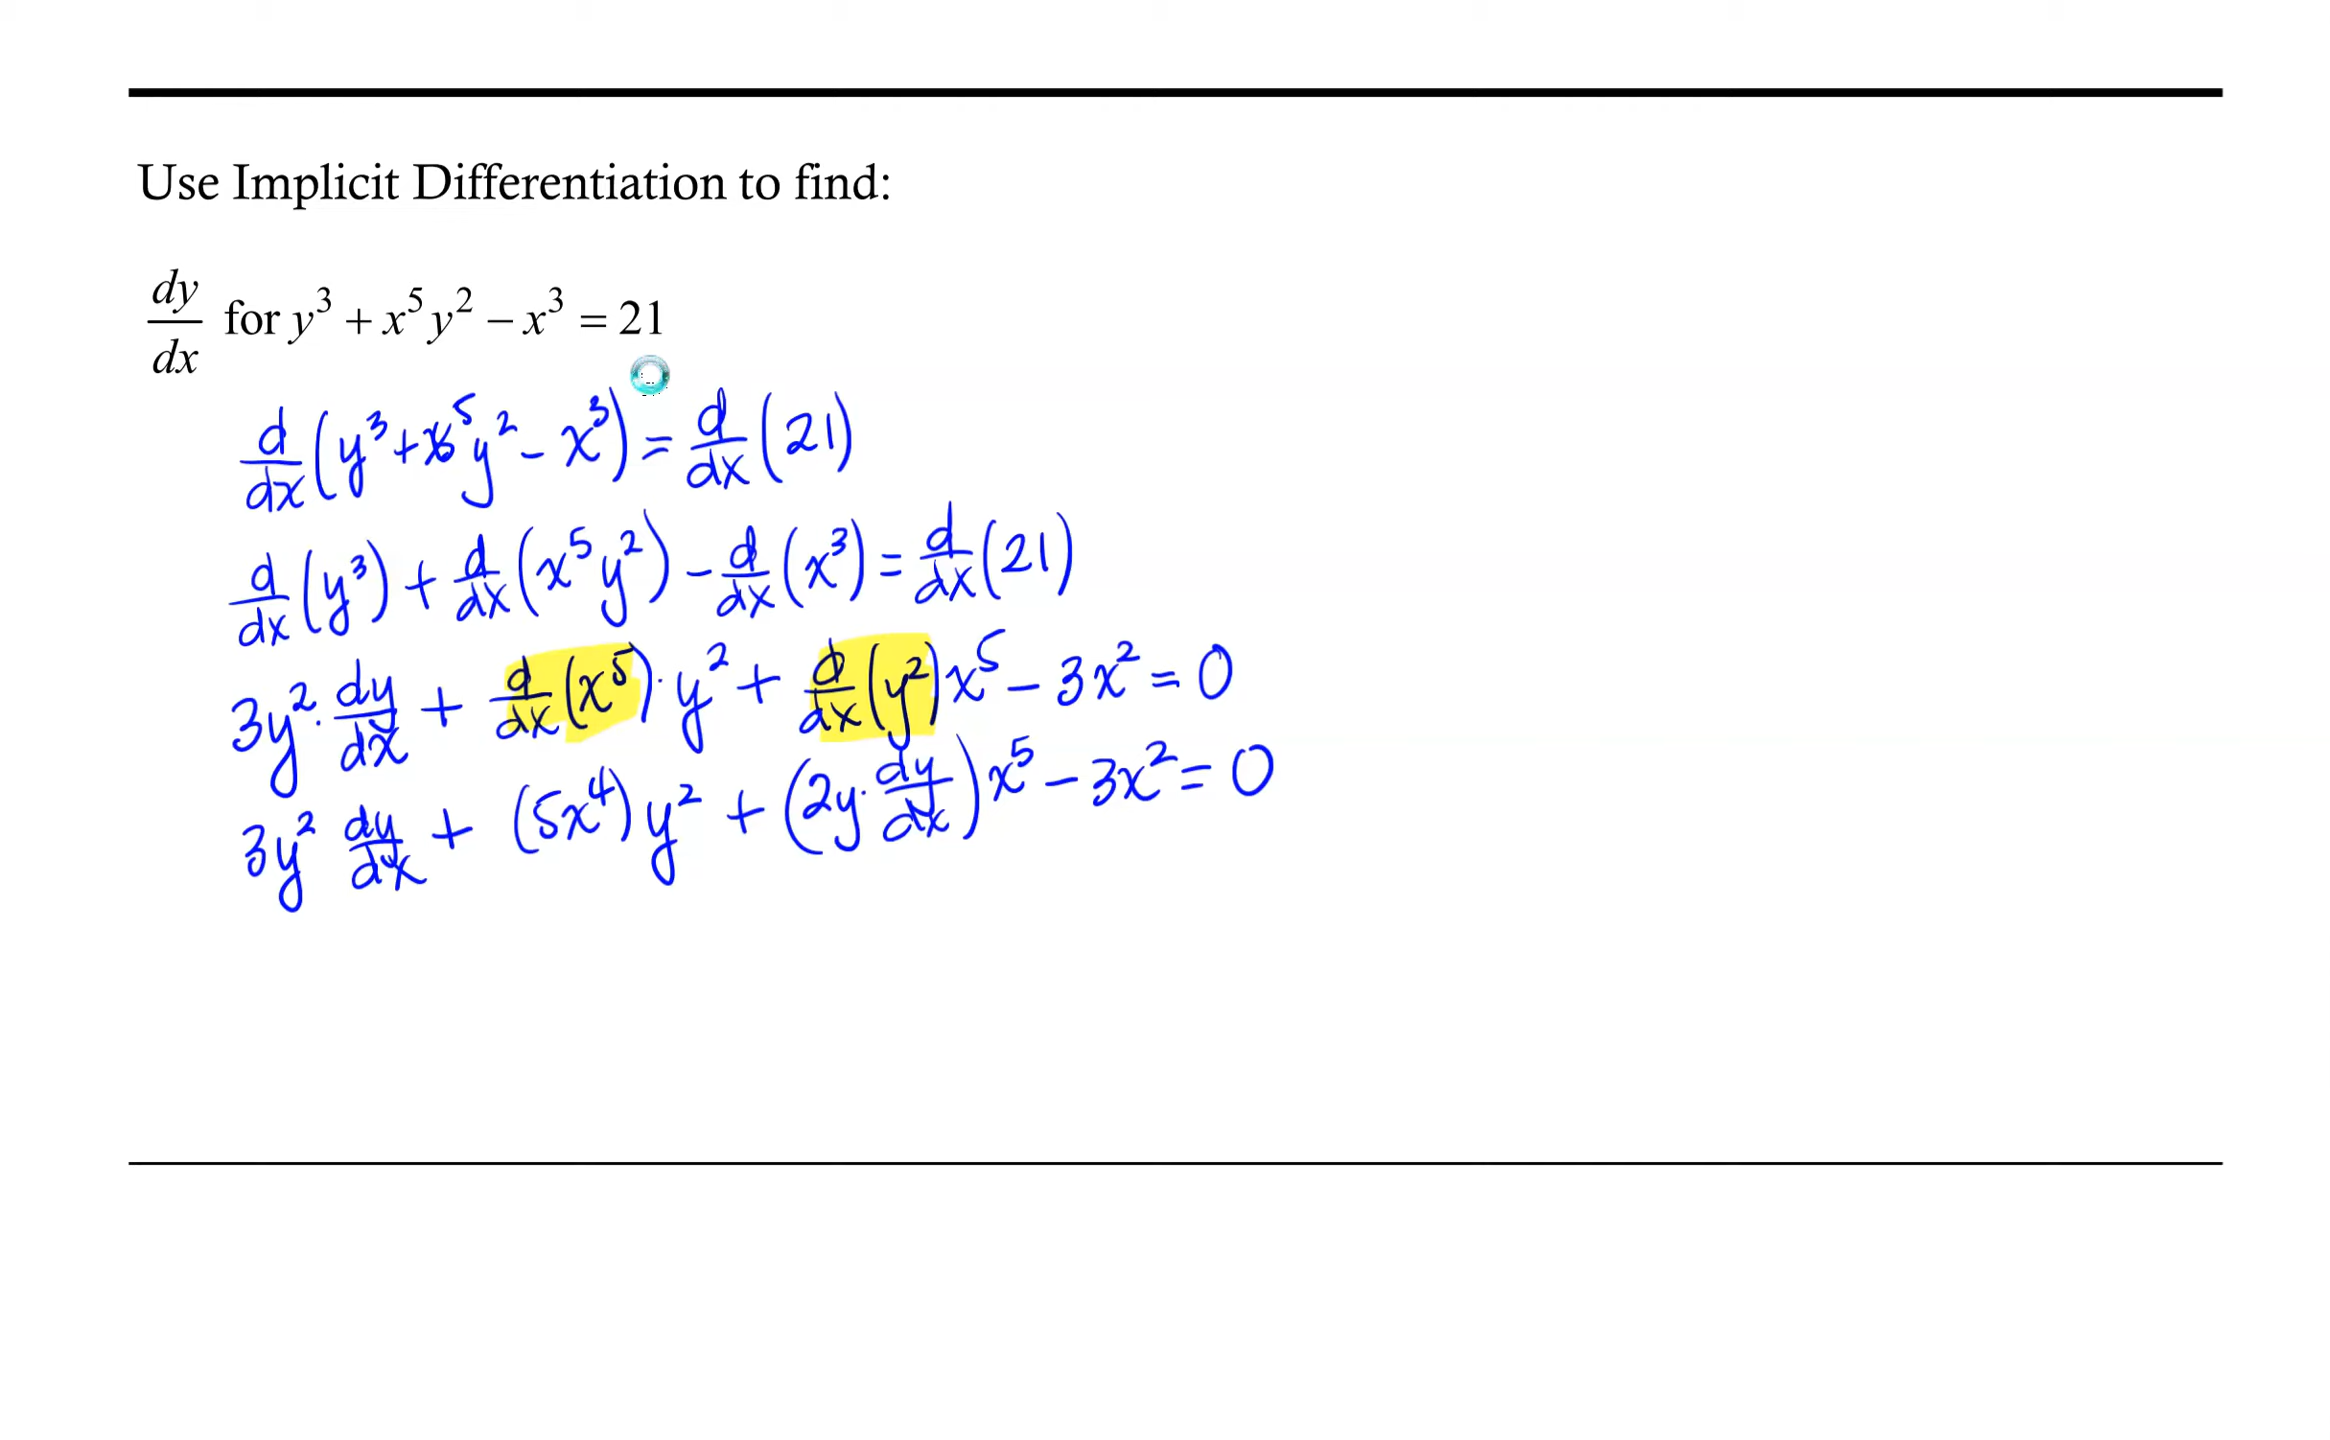 Use Implicit Differentiation to find:
dy/dx for y³ + x⁵y² − x³ = 21
d/dx (y³ + x⁵y² − x³) = d/dx (21)
d/dx (y³) + d/dx (x⁵y²) − d/dx (x³) = d/dx (21)
3y² · dy/dx + d/dx (x⁵) · y² + d/dx (y²) x⁵ − 3x² = 0
3y² dy/dx + (5x⁴) y² + (2y · dy/dx) x⁵ − 3x² = 0